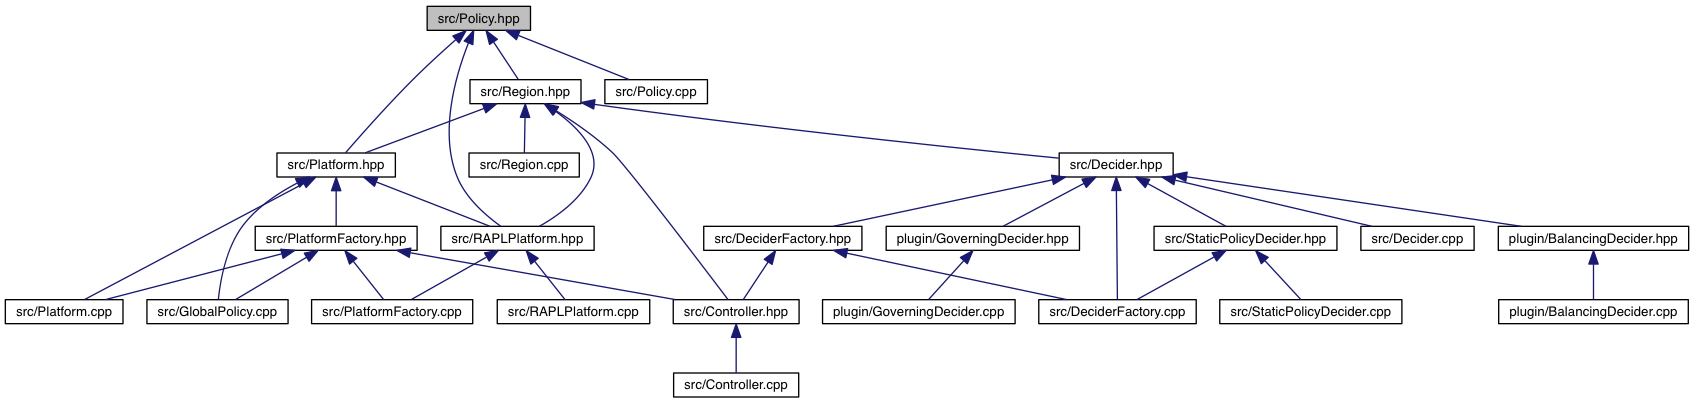 src/Policy.hpp
src/Region.hpp
src/Policy.cpp
src/Platform.hpp
src/Region.cpp
src/Decider.hpp
src/PlatformFactory.hpp
src/RAPLPlatform.hpp
src/DeciderFactory.hpp
plugin/GoverningDecider.hpp
src/StaticPolicyDecider.hpp
src/Decider.cpp
plugin/BalancingDecider.hpp
src/Platform.cpp
src/GlobalPolicy.cpp
src/PlatformFactory.cpp
src/RAPLPlatform.cpp
src/Controller.hpp
plugin/GoverningDecider.cpp
src/DeciderFactory.cpp
src/StaticPolicyDecider.cpp
plugin/BalancingDecider.cpp
src/Controller.cpp